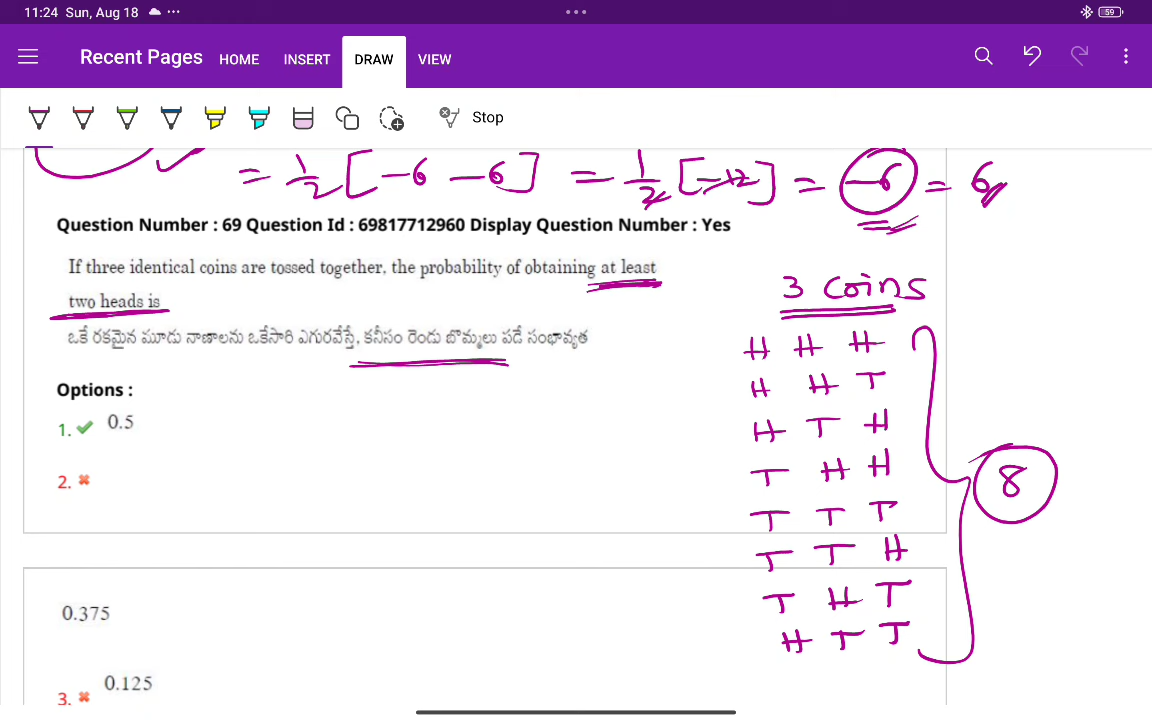 11:24 Sun, Aug 18
59
Recent Pages HOME INSERT DRAW VIEW
Stop
= 1/2 [-6 -6] = 1/2 [-12] = -6 = 6
Question Number : 69 Question Id : 69817712960 Display Question Number : Yes
If three identical coins are tossed together, the probability of obtaining at least
two heads is
ఒకే రకమైన మూడు నాణాలను ఒకేసారి ఎగురవేస్తే, కనీసం రెండు బొమ్మలు పడే సంభావ్యత
Options :
1. 0.5
2.
0.375
3. 0.125
3 coins
H H H
H H T
H T H
T H H
T T T
T T H
T H T
H T T
8